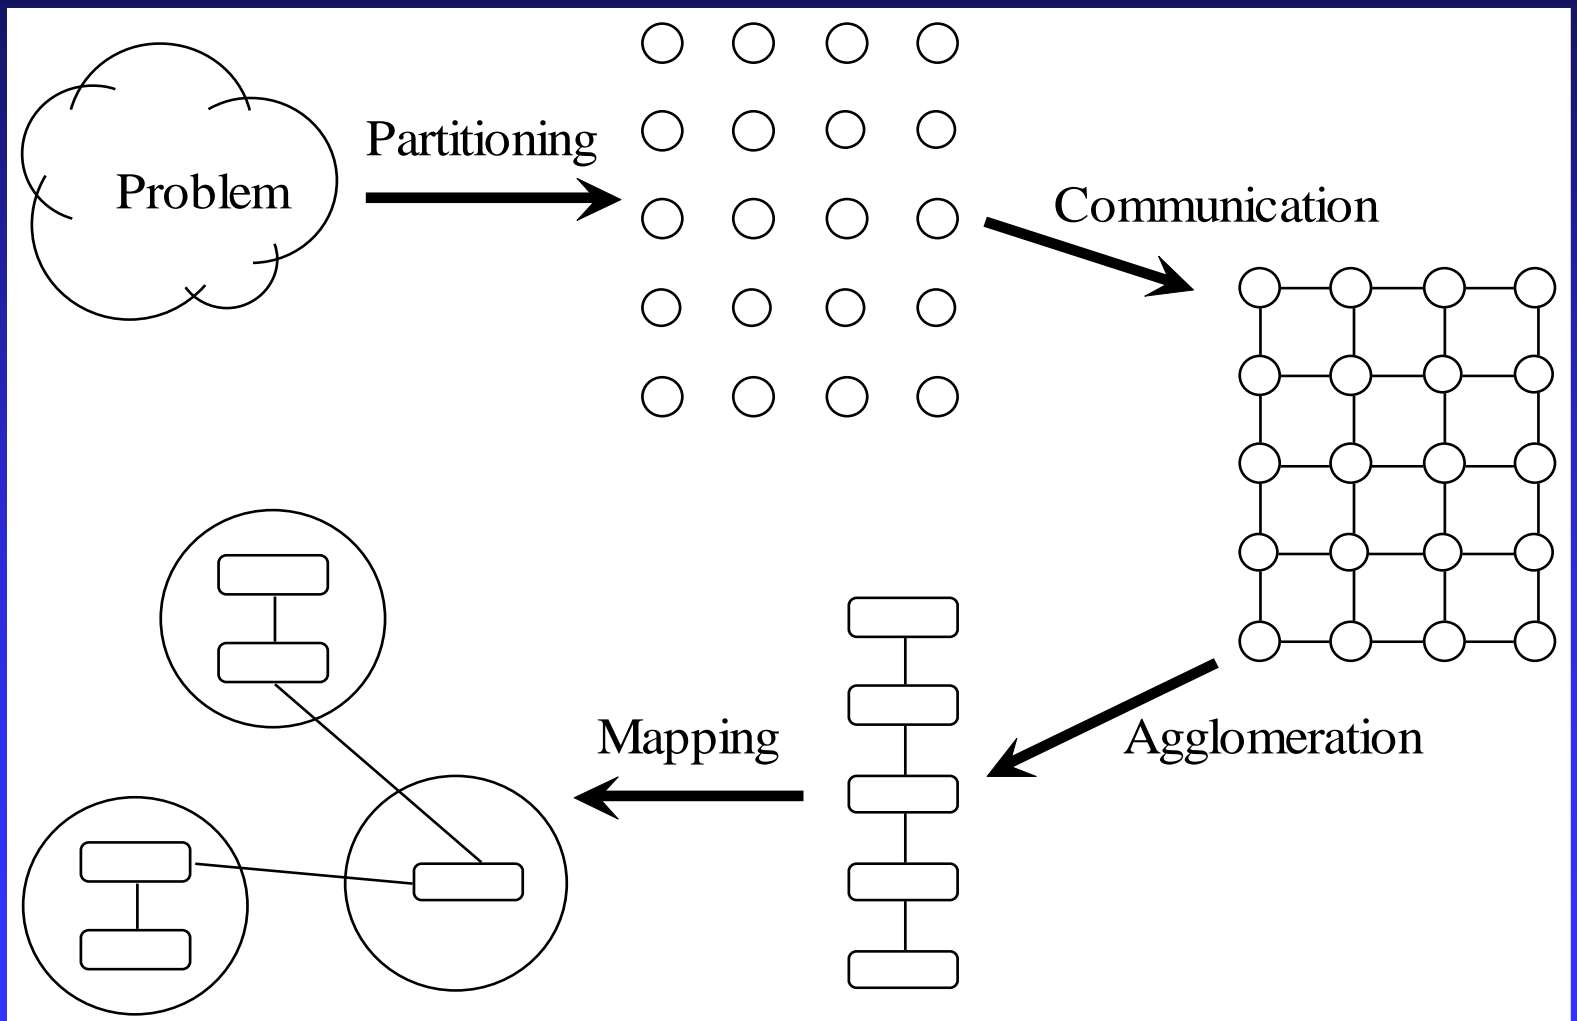 Problem
Partitioning
Communication
Agglomeration
Mapping